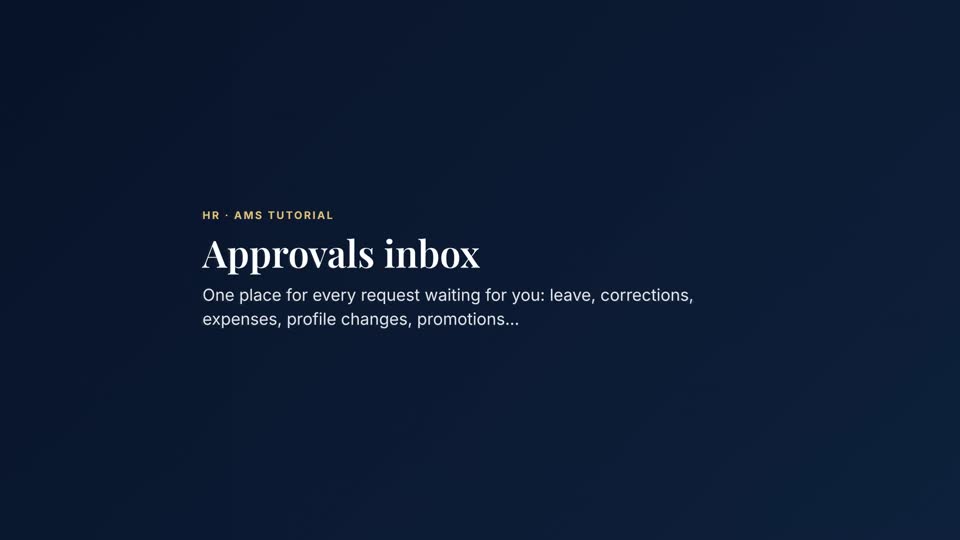 HR · AMS TUTORIAL
Approvals inbox
One place for every request waiting for you: leave, corrections,
expenses, profile changes, promotions...